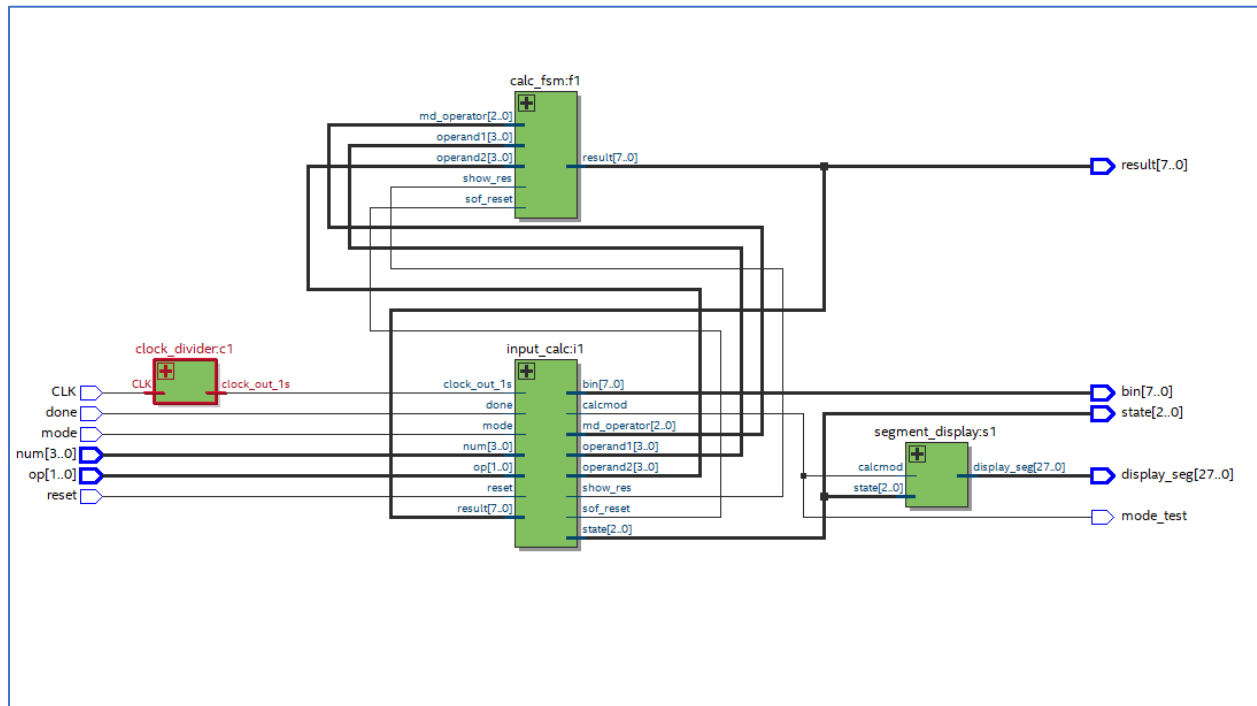 calc_fsm:f1
md_operator[2..0]
operand1[3..0]
operand2[3..0]
show_res
sof_reset
result[7..0]
result[7..0]
clock_divider:c1
CLK
CLK
clock_out_1s
done
mode
num[3..0]
op[1..0]
reset
input_calc:i1
clock_out_1s
done
mode
num[3..0]
op[1..0]
reset
result[7..0]
bin[7..0]
calcmod
md_operator[2..0]
operand1[3..0]
operand2[3..0]
show_res
sof_reset
state[2..0]
segment_display:s1
calcmod
state[2..0]
display_seg[27..0]
bin[7..0]
state[2..0]
display_seg[27..0]
mode_test